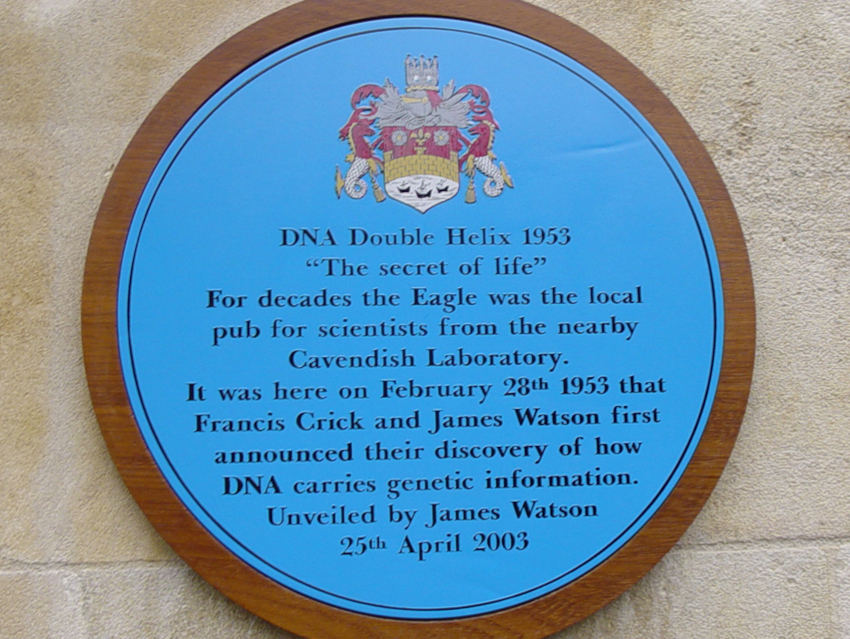 DNA Double Helix 1953
“The secret of life”
For decades the Eagle was the local
pub for scientists from the nearby
Cavendish Laboratory.
It was here on February 28th 1953 that
Francis Crick and James Watson first
announced their discovery of how
DNA carries genetic information.
Unveiled by James Watson
25th April 2003